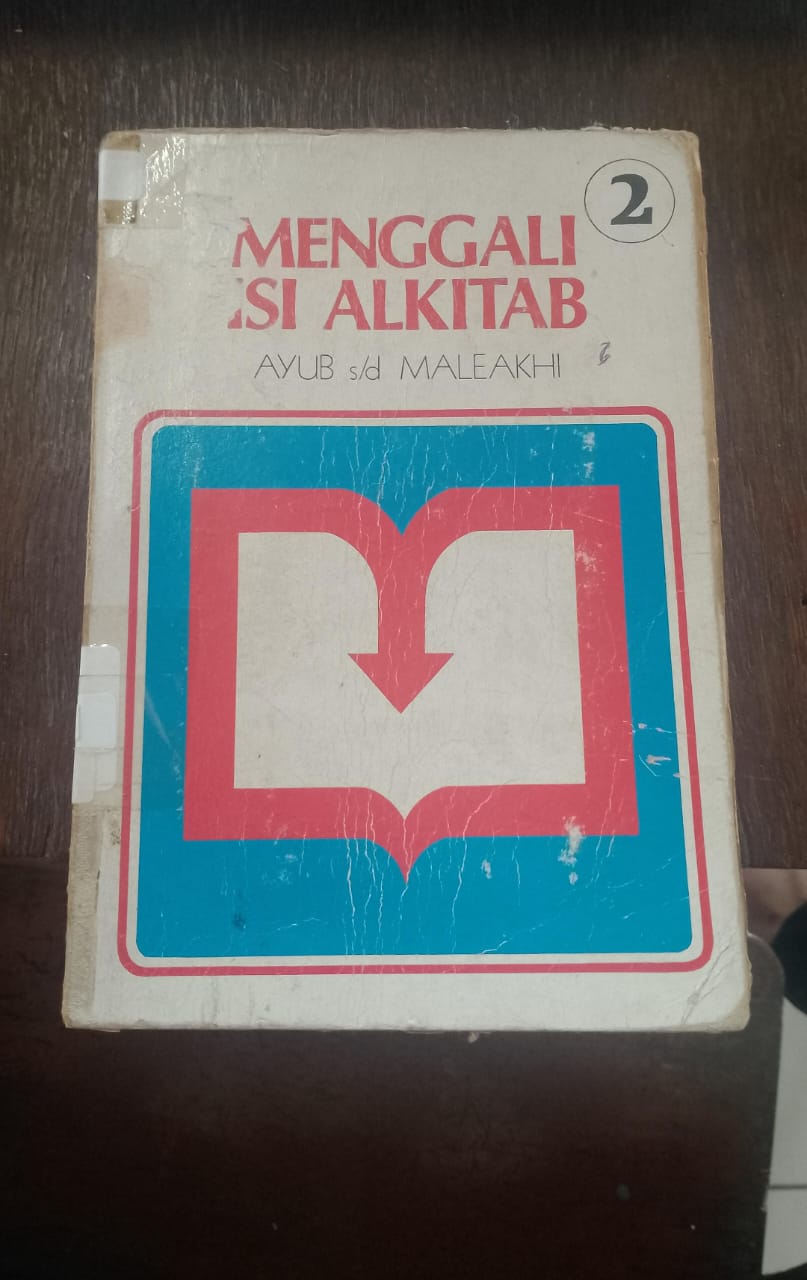 2
MENGGALI
ISI ALKITAB
AYUB s/d MALEAKHI